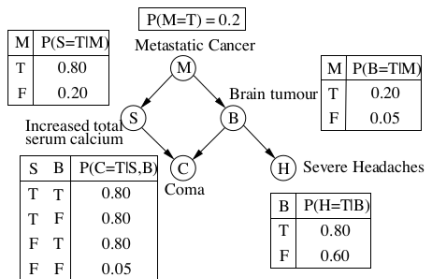 P(M=T) = 0.2
Metastatic Cancer
M P(S=T|M)
T 0.80
F 0.20
M
M P(B=T|M)
T 0.20
F 0.05
Brain tumour
Increased total
serum calcium
S
B
S B P(C=T|S,B)
T T 0.80
T F 0.80
F T 0.80
F F 0.05
C
Coma
H
Severe Headaches
B P(H=T|B)
T 0.80
F 0.60